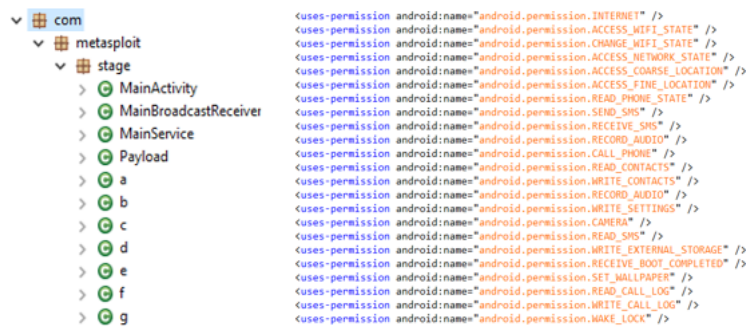 com
metasploit
stage
MainActivity
MainBroadcastReceiver
MainService
Payload
a
b
c
d
e
f
g
<uses-permission android:name="android.permission.INTERNET" />
<uses-permission android:name="android.permission.ACCESS_WIFI_STATE" />
<uses-permission android:name="android.permission.CHANGE_WIFI_STATE" />
<uses-permission android:name="android.permission.ACCESS_NETWORK_STATE" />
<uses-permission android:name="android.permission.ACCESS_COARSE_LOCATION" />
<uses-permission android:name="android.permission.ACCESS_FINE_LOCATION" />
<uses-permission android:name="android.permission.READ_PHONE_STATE" />
<uses-permission android:name="android.permission.SEND_SMS" />
<uses-permission android:name="android.permission.RECEIVE_SMS" />
<uses-permission android:name="android.permission.RECORD_AUDIO" />
<uses-permission android:name="android.permission.CALL_PHONE" />
<uses-permission android:name="android.permission.READ_CONTACTS" />
<uses-permission android:name="android.permission.WRITE_CONTACTS" />
<uses-permission android:name="android.permission.RECORD_AUDIO" />
<uses-permission android:name="android.permission.WRITE_SETTINGS" />
<uses-permission android:name="android.permission.CAMERA" />
<uses-permission android:name="android.permission.READ_SMS" />
<uses-permission android:name="android.permission.WRITE_EXTERNAL_STORAGE" />
<uses-permission android:name="android.permission.RECEIVE_BOOT_COMPLETED" />
<uses-permission android:name="android.permission.SET_WALLPAPER" />
<uses-permission android:name="android.permission.READ_CALL_LOG" />
<uses-permission android:name="android.permission.WRITE_CALL_LOG" />
<uses-permission android:name="android.permission.WAKE_LOCK" />